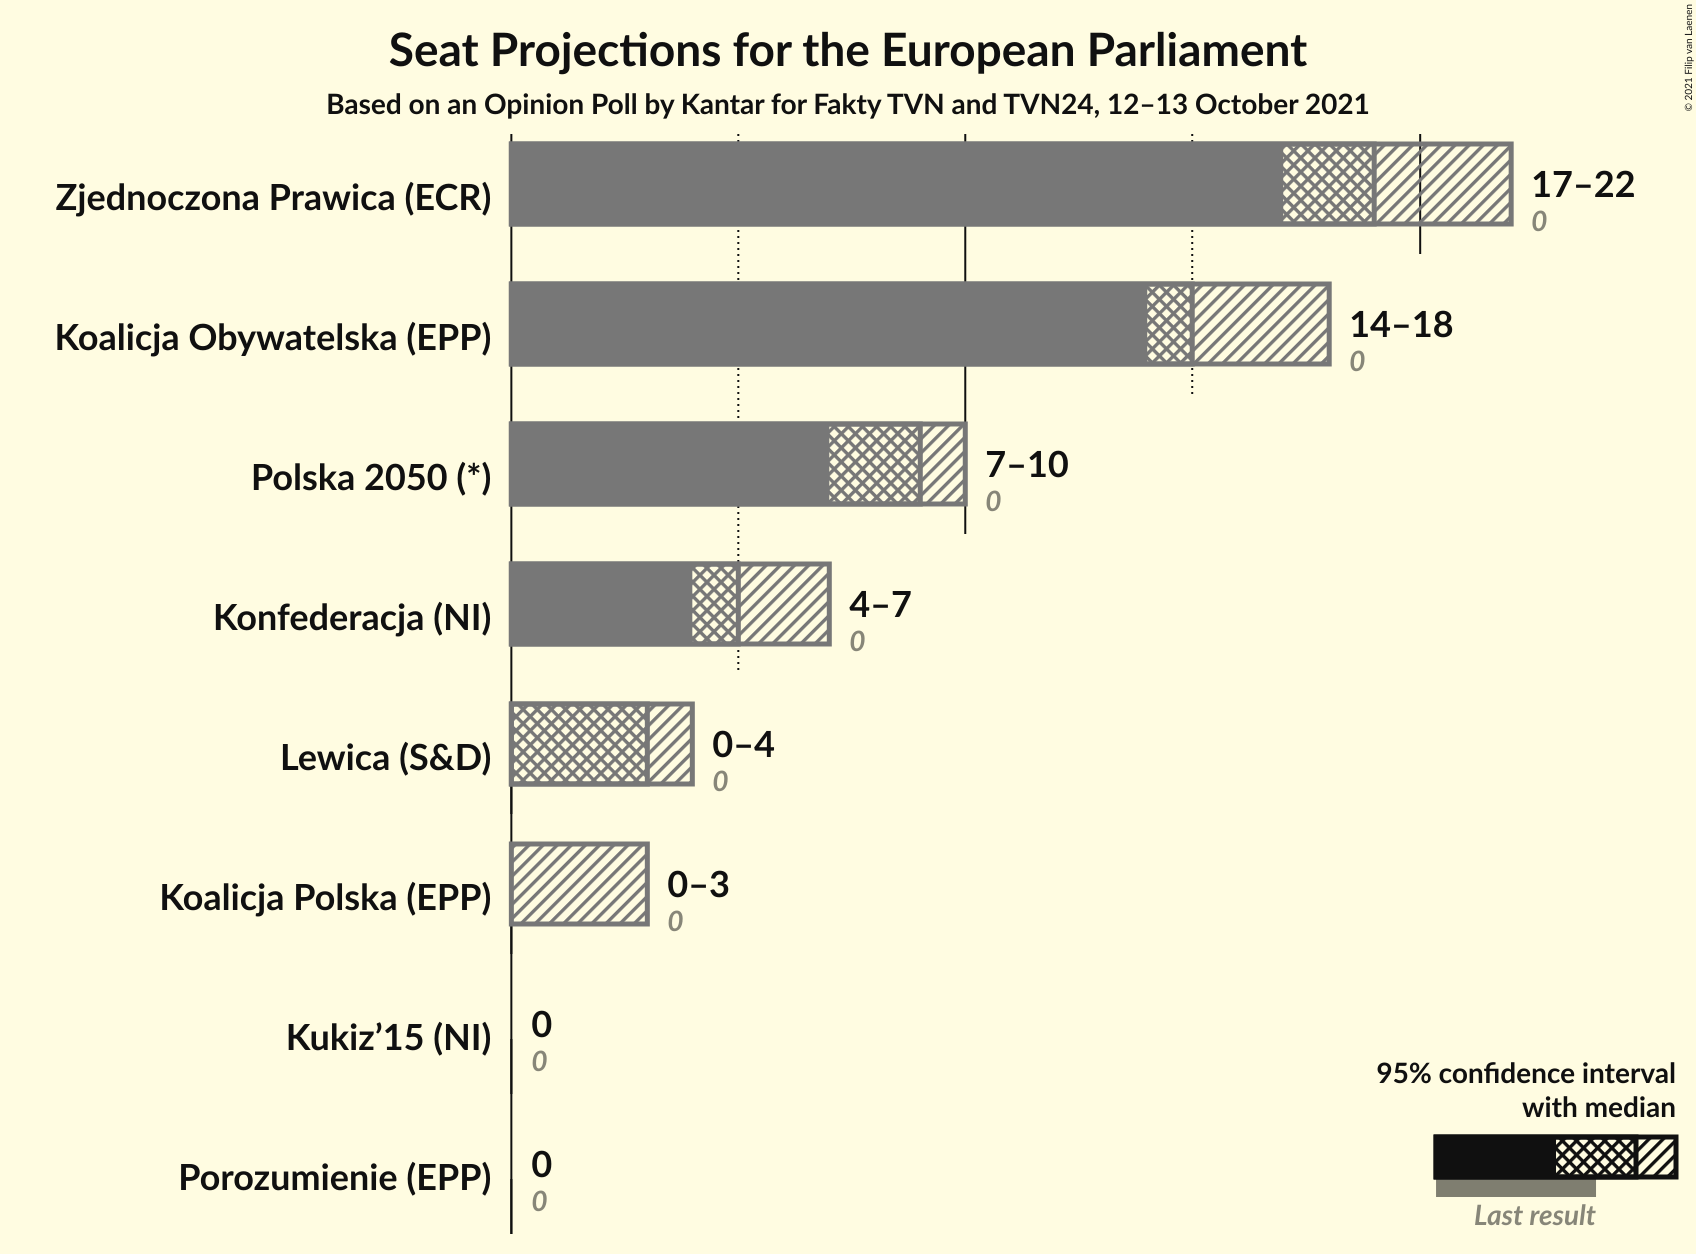 Seat Projections for the European Parliament
Based on an Opinion Poll by Kantar for Fakty TVN and TVN24, 12–13 October 2021
© 2021 Filip van Laenen
Zjednoczona Prawica (ECR)
17–22
0
Koalicja Obywatelska (EPP)
14–18
0
Polska 2050 (*)
7–10
0
Konfederacja (NI)
4–7
0
Lewica (S&D)
0–4
0
Koalicja Polska (EPP)
0–3
0
Kukiz’15 (NI)
0
0
Porozumienie (EPP)
0
0
95% confidence interval
with median
Last result